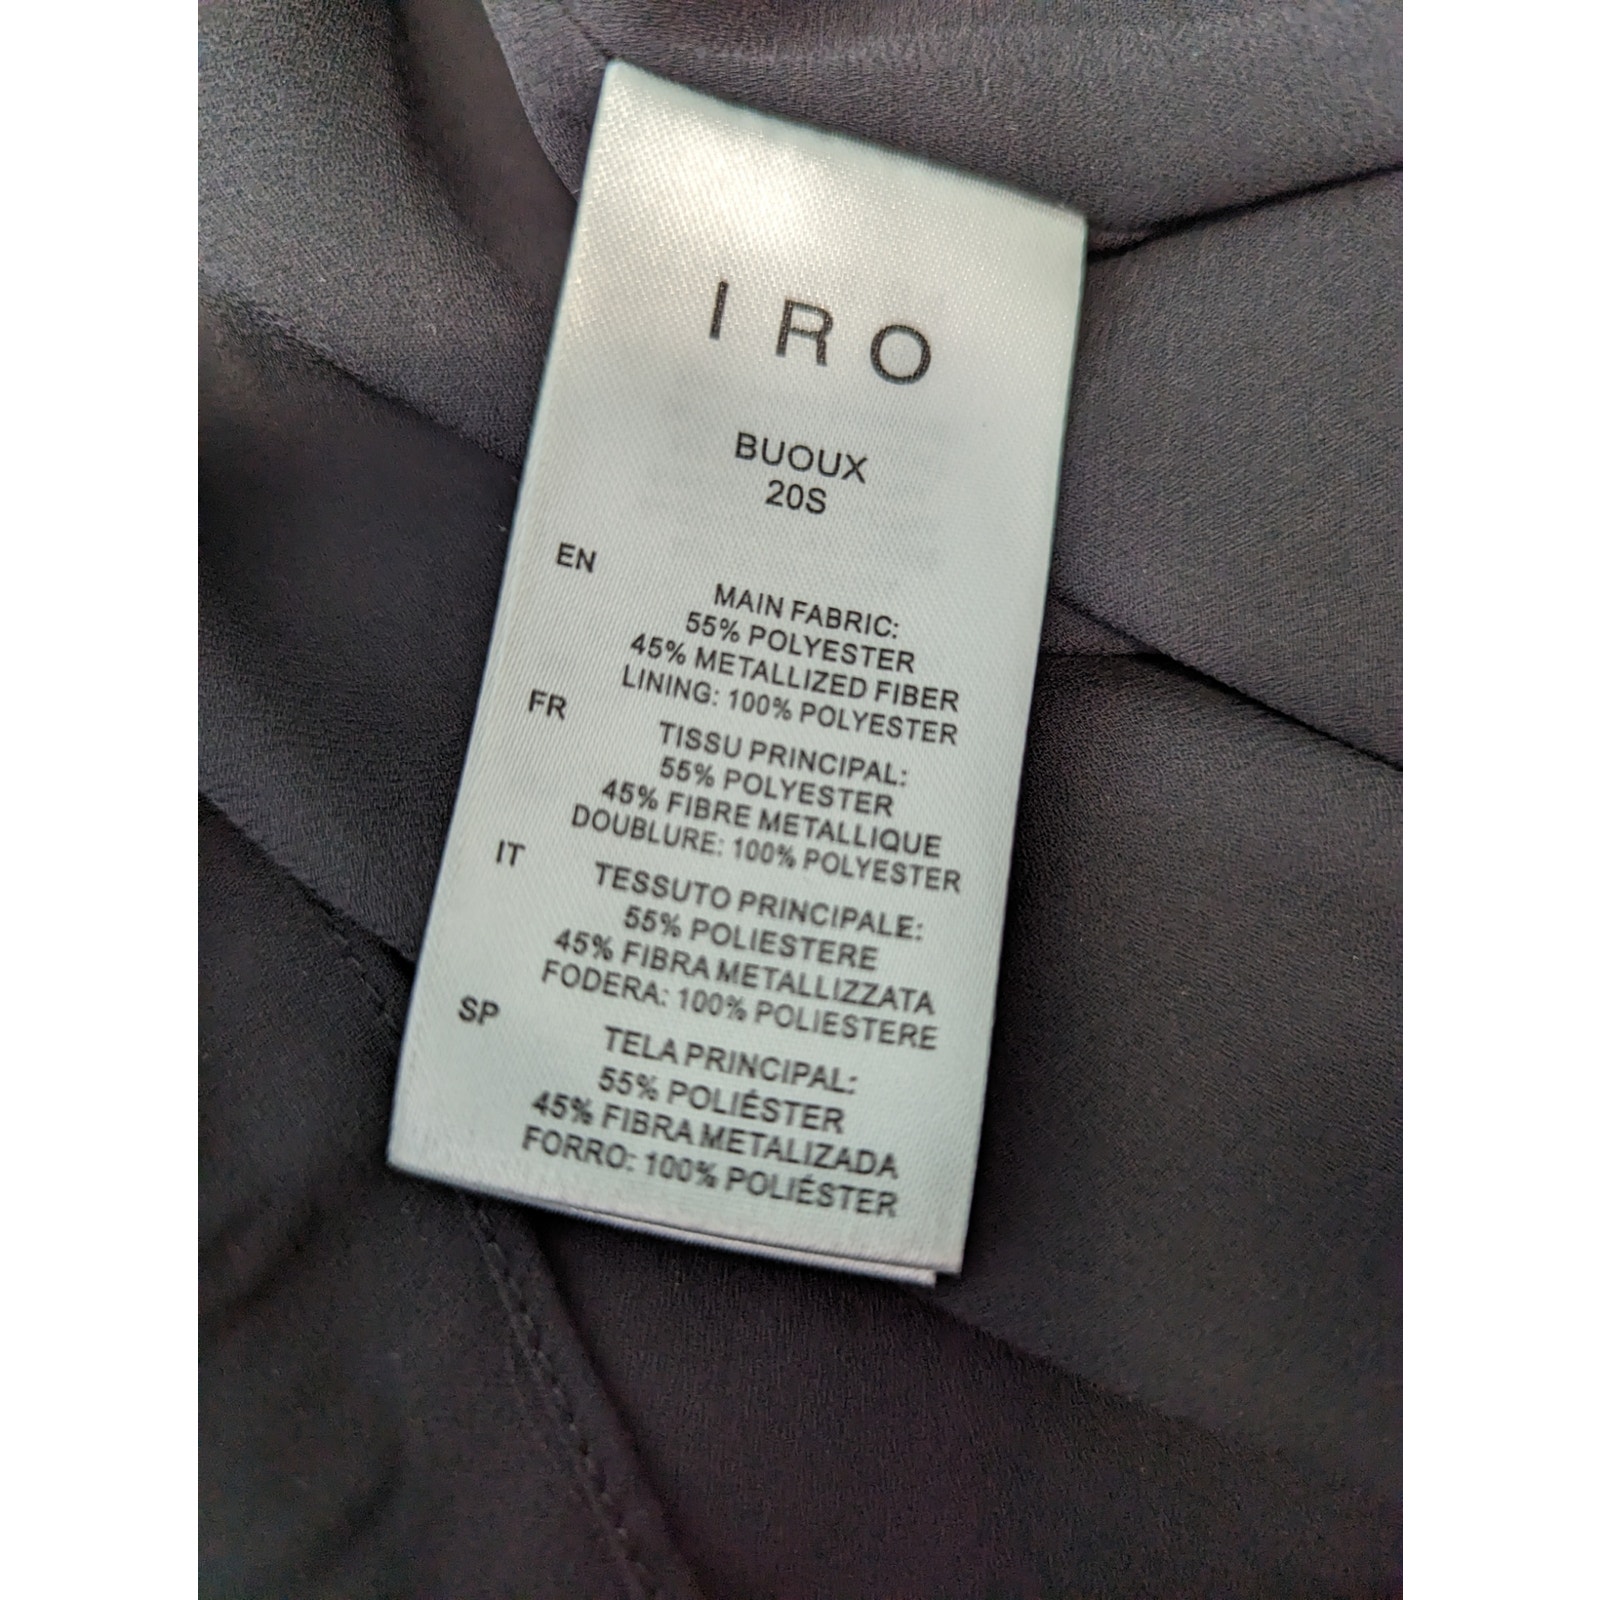 IRO
BUOUX
20S
EN
MAIN FABRIC:
55% POLYESTER
45% METALLIZED FIBER
LINING: 100% POLYESTER
FR
TISSU PRINCIPAL:
55% POLYESTER
45% FIBRE METALLIQUE
DOUBLURE: 100% POLYESTER
IT
TESSUTO PRINCIPALE:
55% POLIESTERE
45% FIBRA METALLIZZATA
FODERA: 100% POLIESTERE
SP
TELA PRINCIPAL:
55% POLIÉSTER
45% FIBRA METALIZADA
FORRO: 100% POLIÉSTER